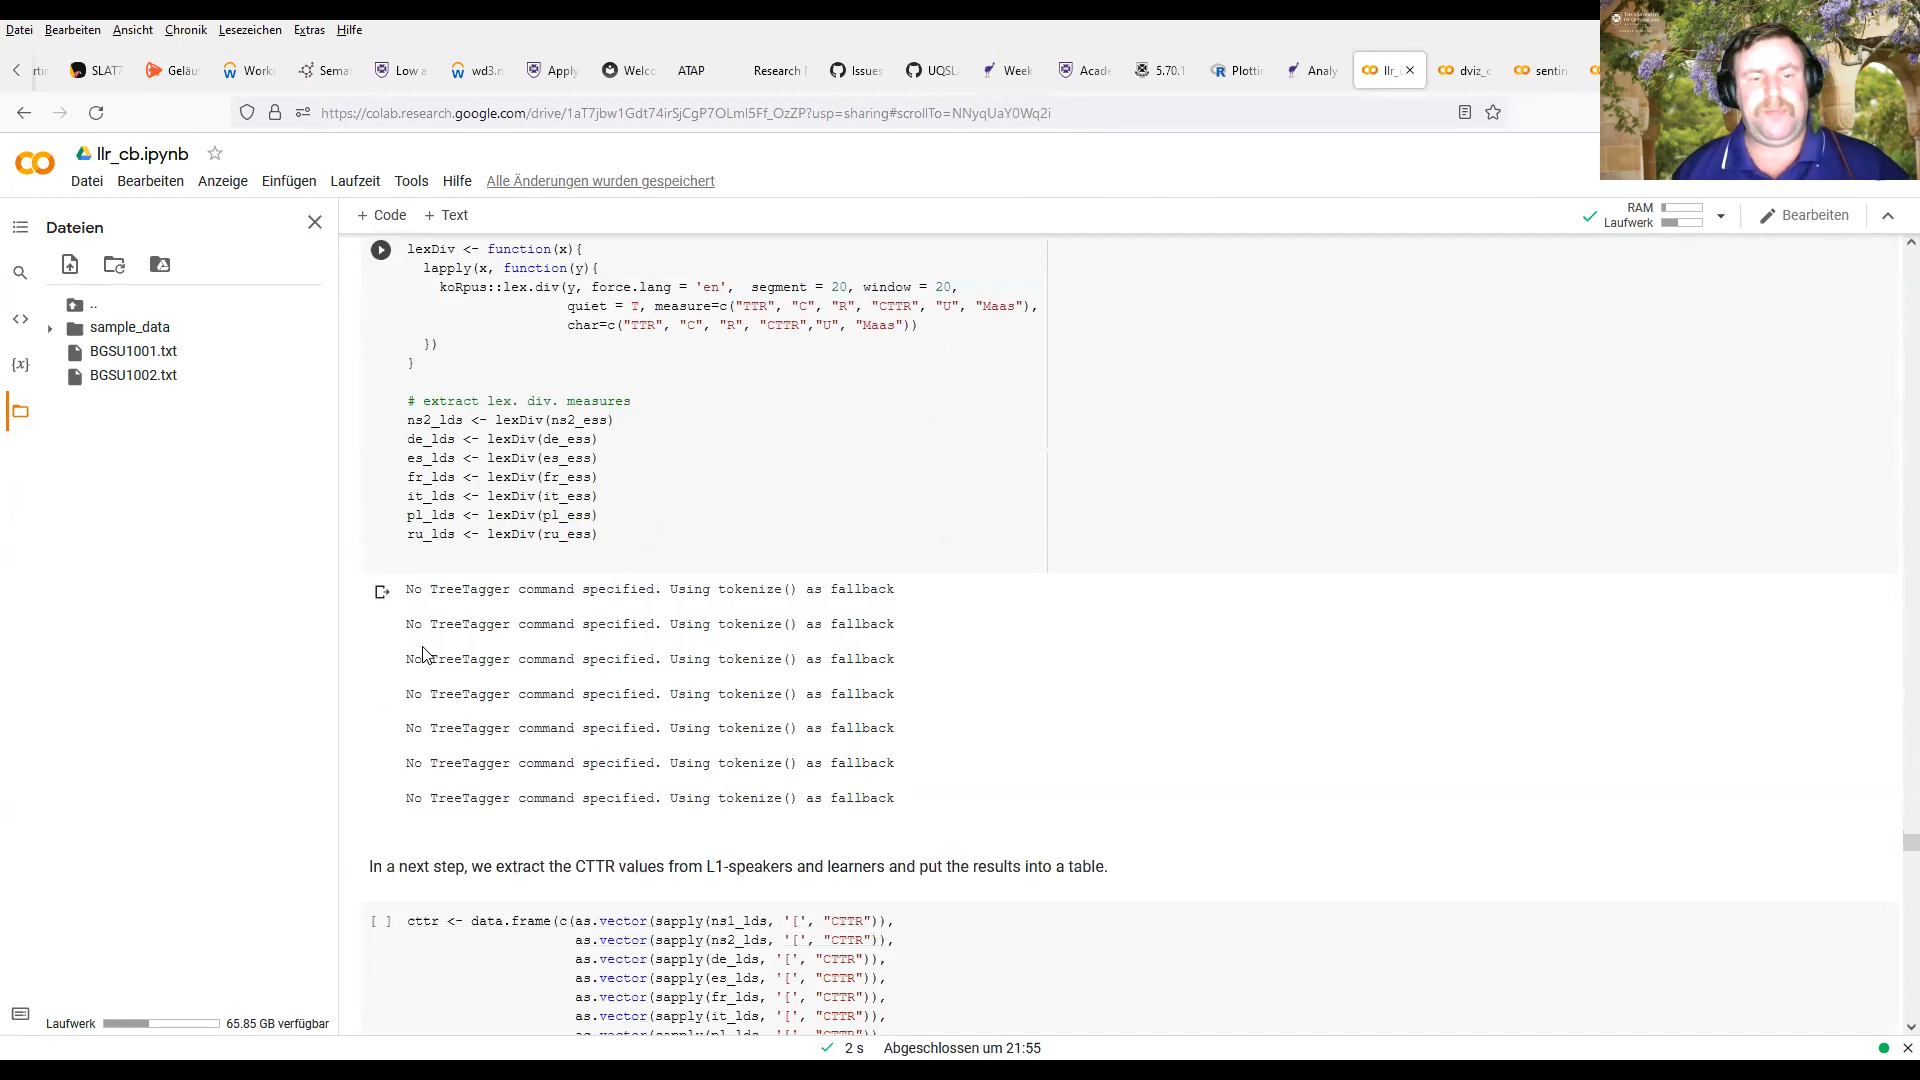 Datei Bearbeiten Ansicht Chronik Lesezeichen Extras Hilfe
SLAT7 Geläu Work Sema Low a wd3.n Apply Welcc ATAP Research Issues UQSL Week Acade 5.70.1 Plottin Analy llr_c dviz_c sentin
https://colab.research.google.com/drive/1aT7jbw1Gdt74irSjCgP7OLml5Ff_OzZP?usp=sharing#scrollTo=NNyqUaY0Wq2i
llr_cb.ipynb
Datei Bearbeiten Anzeige Einfügen Laufzeit Tools Hilfe Alle Änderungen wurden gespeichert
Dateien
+ Code + Text
RAM
Laufwerk
Bearbeiten
..
sample_data
BGSU1001.txt
BGSU1002.txt
lexDiv <- function(x){
lapply(x, function(y){
koRpus::lex.div(y, force.lang = 'en', segment = 20, window = 20,
quiet = T, measure=c("TTR", "C", "R", "CTTR", "U", "Maas"),
char=c("TTR", "C", "R", "CTTR","U", "Maas"))
})
}
# extract lex. div. measures
ns2_lds <- lexDiv(ns2_ess)
de_lds <- lexDiv(de_ess)
es_lds <- lexDiv(es_ess)
fr_lds <- lexDiv(fr_ess)
it_lds <- lexDiv(it_ess)
pl_lds <- lexDiv(pl_ess)
ru_lds <- lexDiv(ru_ess)
No TreeTagger command specified. Using tokenize() as fallback
No TreeTagger command specified. Using tokenize() as fallback
No TreeTagger command specified. Using tokenize() as fallback
No TreeTagger command specified. Using tokenize() as fallback
No TreeTagger command specified. Using tokenize() as fallback
No TreeTagger command specified. Using tokenize() as fallback
No TreeTagger command specified. Using tokenize() as fallback
In a next step, we extract the CTTR values from L1-speakers and learners and put the results into a table.
[ ] cttr <- data.frame(c(as.vector(sapply(ns1_lds, '[', "CTTR")),
as.vector(sapply(ns2_lds, '[', "CTTR")),
as.vector(sapply(de_lds, '[', "CTTR")),
as.vector(sapply(es_lds, '[', "CTTR")),
as.vector(sapply(fr_lds, '[', "CTTR")),
as.vector(sapply(it_lds, '[', "CTTR")),
Laufwerk 65.85 GB verfügbar
2 s Abgeschlossen um 21:55